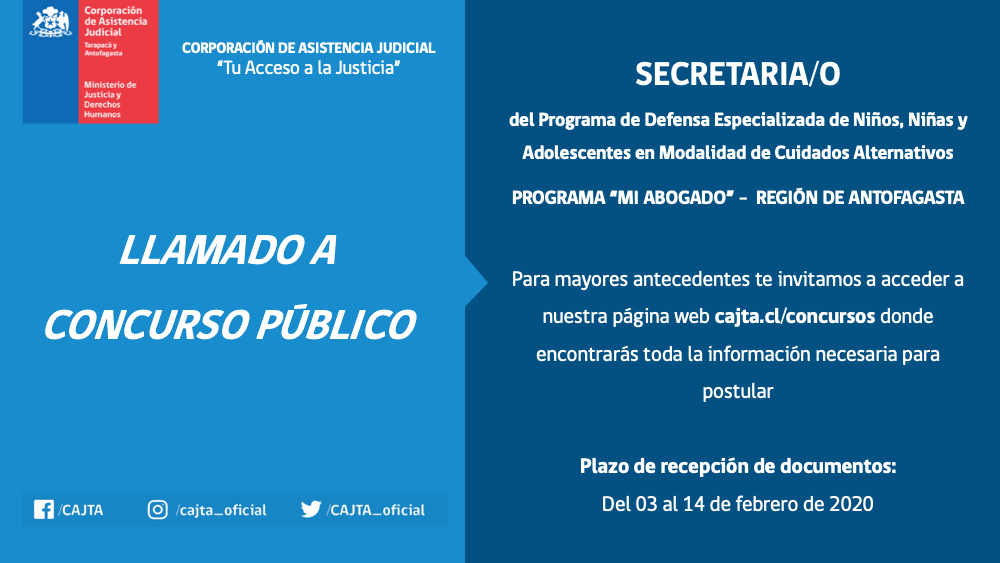 Corporación
de Asistencia
Judicial
Tarapacá y
Antofagasta
Ministerio de
Justicia y
Derechos
Humanos
CORPORACIÓN DE ASISTENCIA JUDICIAL
“Tu Acceso a la Justicia”
LLAMADO A
CONCURSO PÚBLICO
/CAJTA
/cajta_oficial
/CAJTA_oficial
SECRETARIA/O
del Programa de Defensa Especializada de Niños, Niñas y
Adolescentes en Modalidad de Cuidados Alternativos
PROGRAMA “MI ABOGADO” – REGIÓN DE ANTOFAGASTA
Para mayores antecedentes te invitamos a acceder a
nuestra página web cajta.cl/concursos donde
encontrarás toda la información necesaria para
postular
Plazo de recepción de documentos:
Del 03 al 14 de febrero de 2020